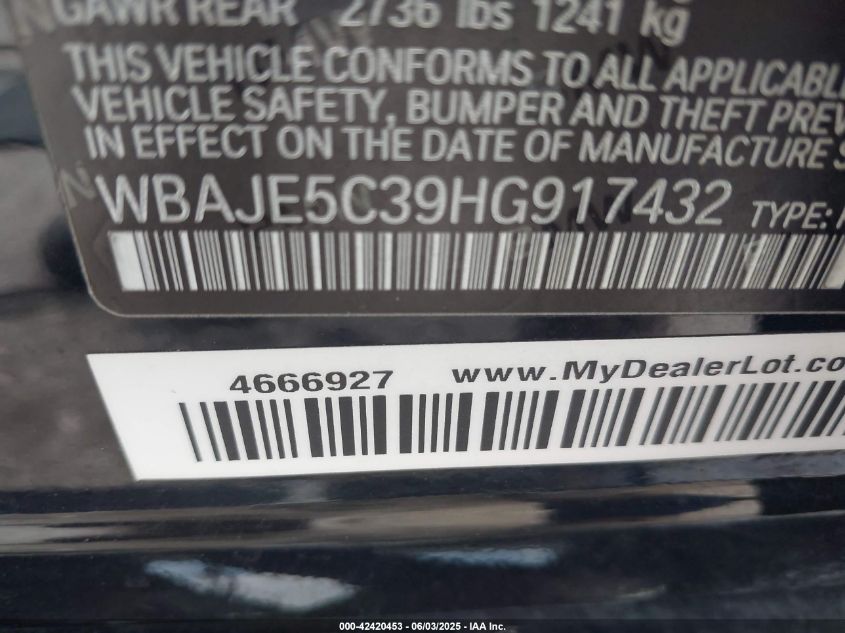 GAWR REAR 2736 lbs 1241 kg
THIS VEHICLE CONFORMS TO ALL APPLICABL
VEHICLE SAFETY, BUMPER AND THEFT PREV
IN EFFECT ON THE DATE OF MANUFACTURE S
WBAJE5C39HG917432 TYPE:
4666927 www.MyDealerLot.co
000-42420453 - 06/03/2025 - IAA Inc.